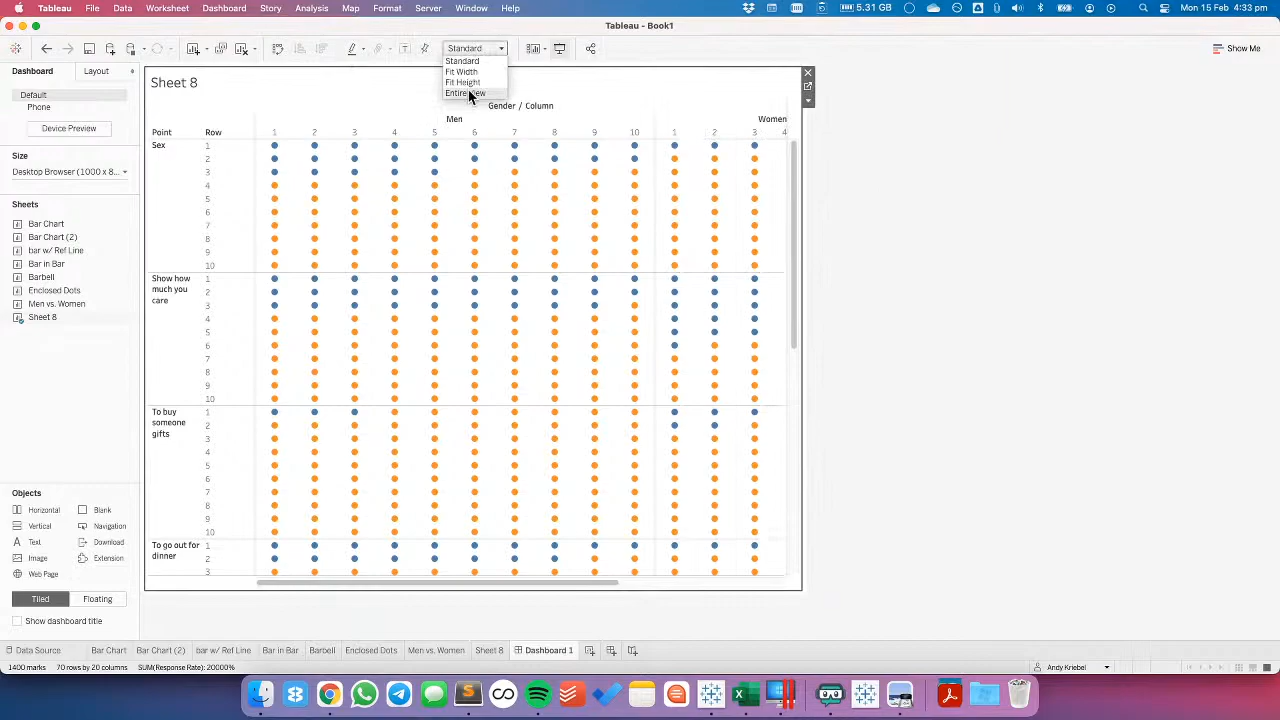 Tableau File Data Worksheet Dashboard Story Analysis Map Format Server Window Help 5.31 GB Mon 15 Feb 4:33 pm
Tableau - Book1
Standard Show Me
Standard
Fit Width
Fit Height
Dashboard Layout
Default
Phone
Device Preview
Size
Desktop Browser (1000 x 8...
Sheets
Bar Chart
Bar Chart (2)
bar w/ Ref Line
Bar in Bar
Barbell
Enclosed Dots
Men vs. Women
Sheet 8
Objects
Horizontal Blank
Vertical Navigation
Text Download
Image Extension
Web Page
Tiled Floating
Show dashboard title
Sheet 8
Gender / Column
Men Women
Point Row 1 2 3 4 5 6 7 8 9 10 1 2 3 4
Sex 1
2
3
4
5
6
7
8
9
10
Show how 1
much you 2
care 3
4
5
6
7
8
9
10
To buy 1
someone 2
gifts 3
4
5
6
7
8
9
10
To go out for 1
dinner 2
3
Data Source Bar Chart Bar Chart (2) bar w/ Ref Line Bar in Bar Barbell Enclosed Dots Men vs. Women Sheet 8 Dashboard 1
1400 marks 70 rows by 20 columns SUM(Response Rate): 20000% Andy Kriebel